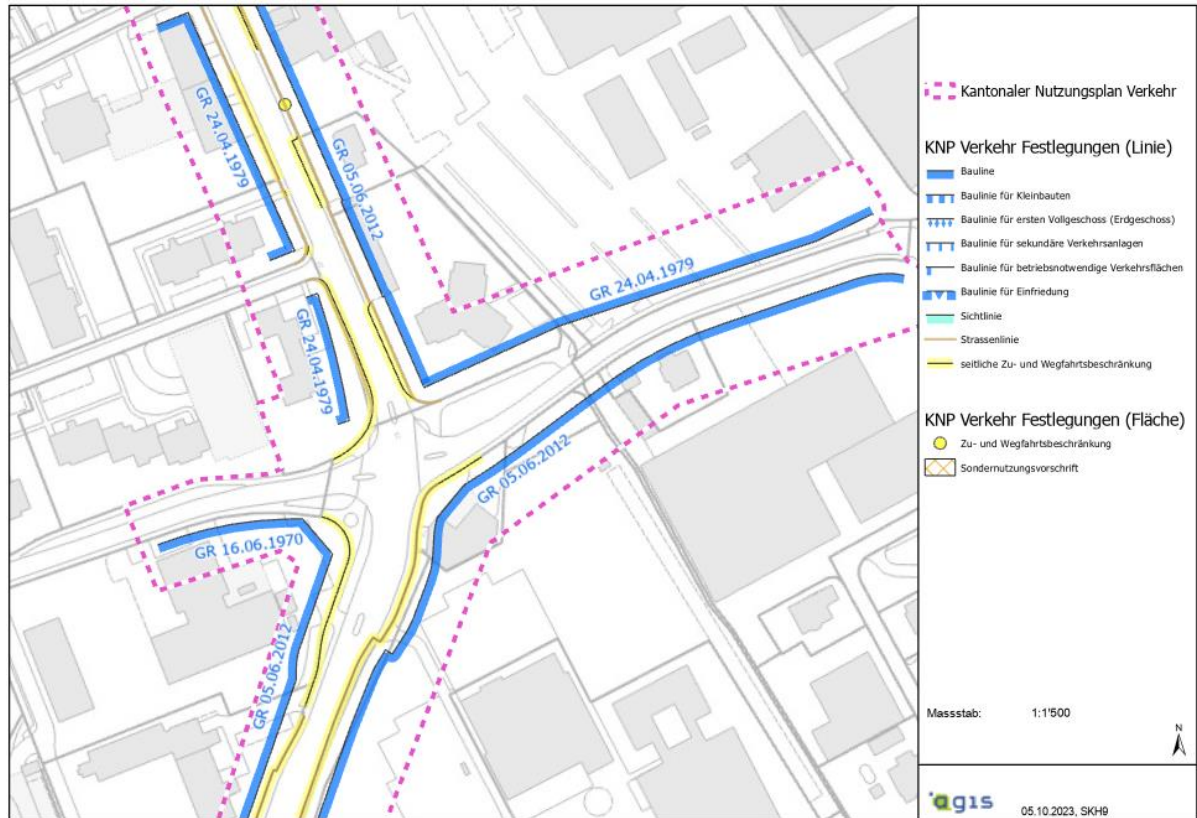 GR 24.04.1979
GR 05.06.2012
GR 24.04.1979
GR 24.04.1979
GR 05.06.2012
GR 16.06.1970
GR 05.06.2012
Kantonaler Nutzungsplan Verkehr
KNP Verkehr Festlegungen (Linie)
Bauline
Baulinie für Kleinbauten
Baulinie für ersten Vollgeschoss (Erdgeschoss)
Baulinie für sekundäre Verkehrsanlagen
Baulinie für betriebsnotwendige Verkehrsflächen
Baulinie für Einfriedung
Sichtlinie
Strassenlinie
seitliche Zu- und Wegfahrtsbeschränkung
KNP Verkehr Festlegungen (Fläche)
Zu- und Wegfahrtsbeschränkung
Sondernutzungsvorschrift
Massstab: 1:1'500
N
agis
05.10.2023, SKH9